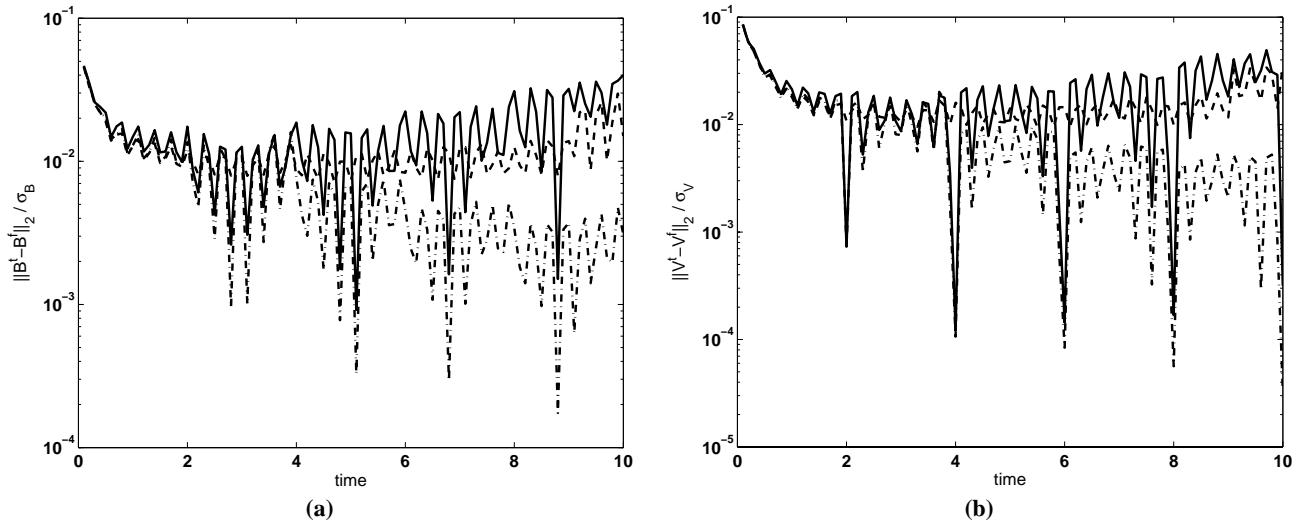 10^-1
10^-2
10^-3
10^-4
||B^t−B^f||_2 / σ_B
0 2 4 6 8 10
time
(a)
10^-1
10^-2
10^-3
10^-4
10^-5
||V^t−V^f||_2 / σ_V
0 2 4 6 8 10
time
(b)